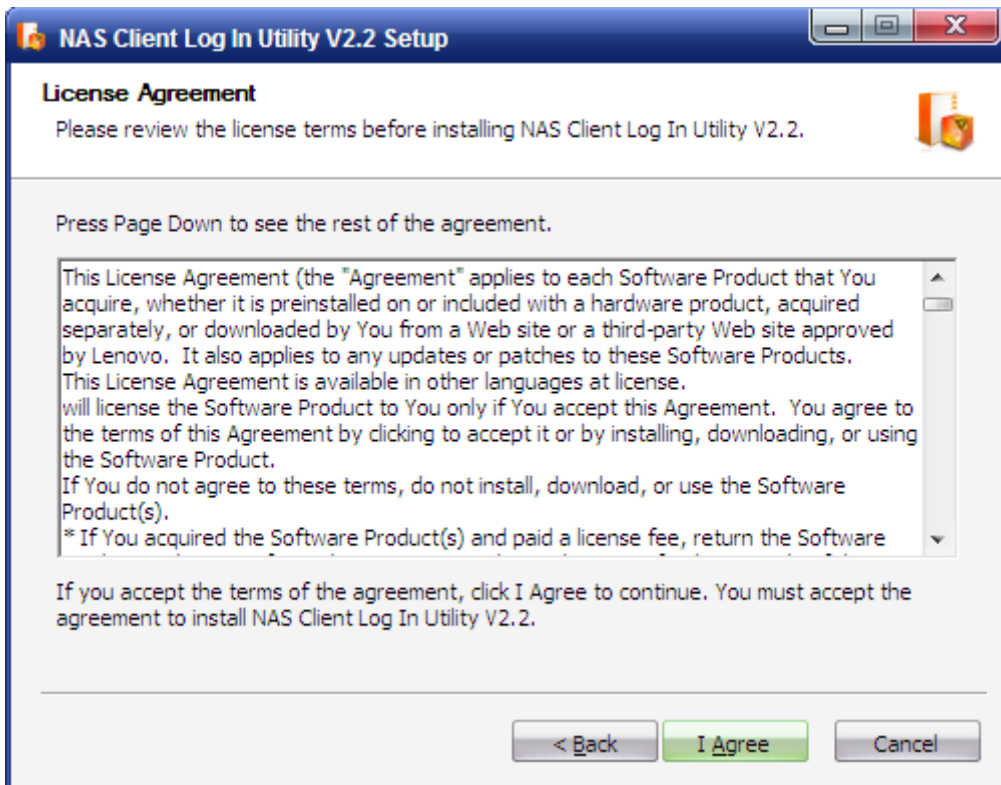 NAS Client Log In Utility V2.2 Setup
License Agreement
Please review the license terms before installing NAS Client Log In Utility V2.2.
Press Page Down to see the rest of the agreement.
This License Agreement (the "Agreement" applies to each Software Product that You
acquire, whether it is preinstalled on or included with a hardware product, acquired
separately, or downloaded by You from a Web site or a third-party Web site approved
by Lenovo.  It also applies to any updates or patches to these Software Products.
This License Agreement is available in other languages at license.
will license the Software Product to You only if You accept this Agreement.  You agree to
the terms of this Agreement by clicking to accept it or by installing, downloading, or using
the Software Product.
If You do not agree to these terms, do not install, download, or use the Software
Product(s).
* If You acquired the Software Product(s) and paid a license fee, return the Software
If you accept the terms of the agreement, click I Agree to continue. You must accept the
agreement to install NAS Client Log In Utility V2.2.
< Back
I Agree
Cancel